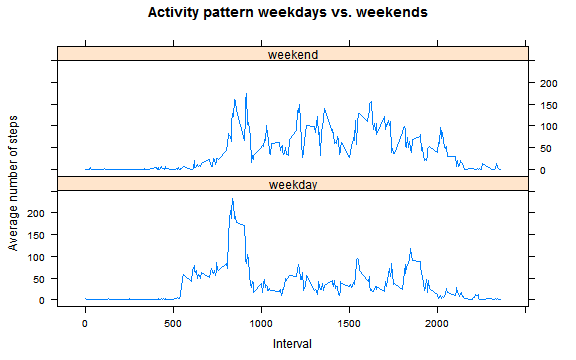 Activity pattern weekdays vs. weekends
weekend
200
150
100
50
0
weekday
200
150
100
50
0
Average number of steps
0 500 1000 1500 2000
Interval